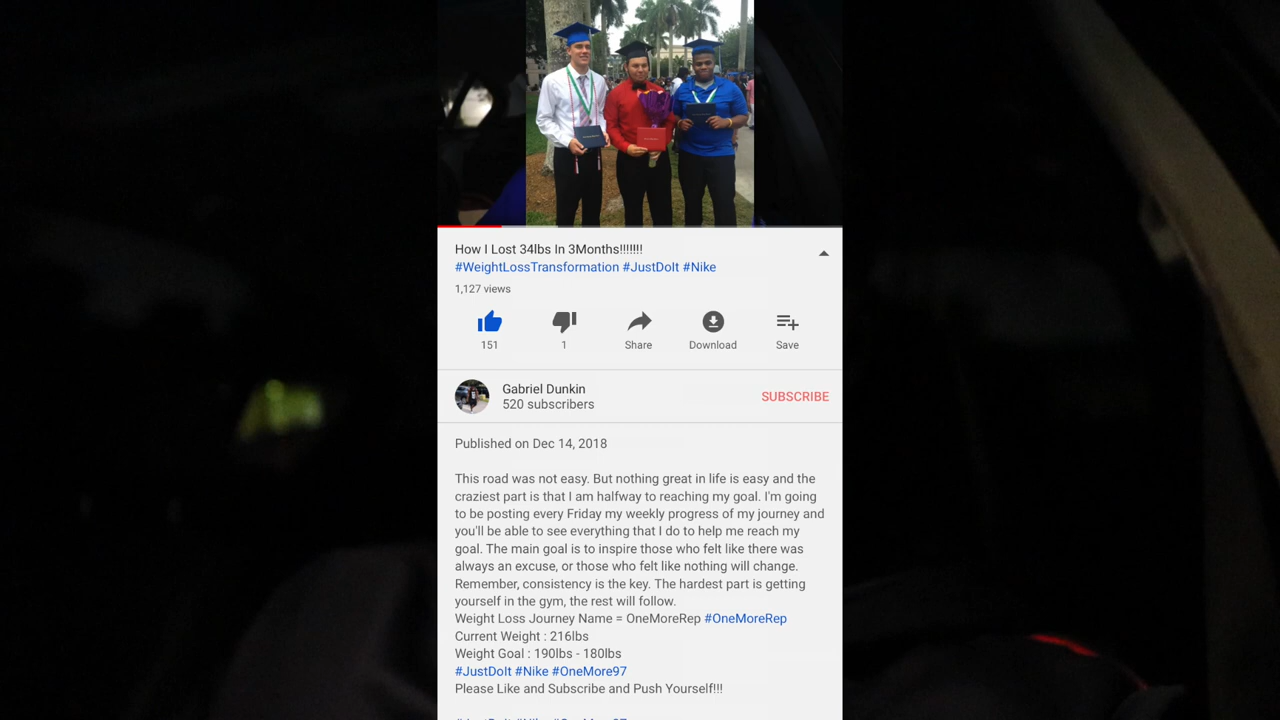 How I Lost 34lbs In 3Months!!!!!!!
#WeightLossTransformation #JustDoIt #Nike
1,127 views
151
1
Share
Download
Save
Gabriel Dunkin
520 subscribers
SUBSCRIBE
Published on Dec 14, 2018
This road was not easy. But nothing great in life is easy and the
craziest part is that I am halfway to reaching my goal. I'm going
to be posting every Friday my weekly progress of my journey and
you'll be able to see everything that I do to help me reach my
goal. The main goal is to inspire those who felt like there was
always an excuse, or those who felt like nothing will change.
Remember, consistency is the key. The hardest part is getting
yourself in the gym, the rest will follow.
Weight Loss Journey Name = OneMoreRep #OneMoreRep
Current Weight : 216lbs
Weight Goal : 190lbs - 180lbs
#JustDoIt #Nike #OneMore97
Please Like and Subscribe and Push Yourself!!!